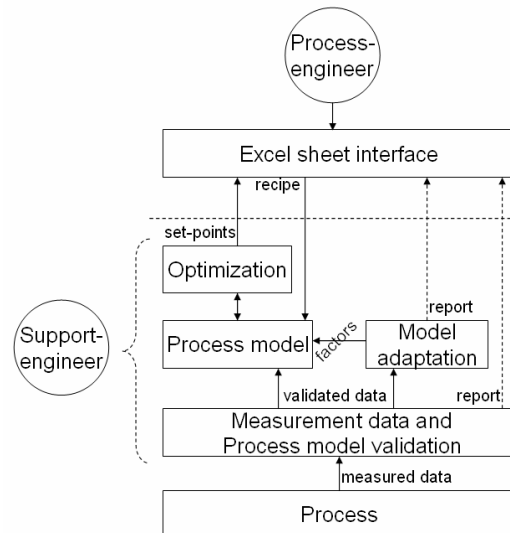 Process-
engineer
Excel sheet interface
recipe
set-points
Optimization
Support-
engineer
Process model
factors
report
Model
adaptation
validated data
report
Measurement data and
Process model validation
measured data
Process